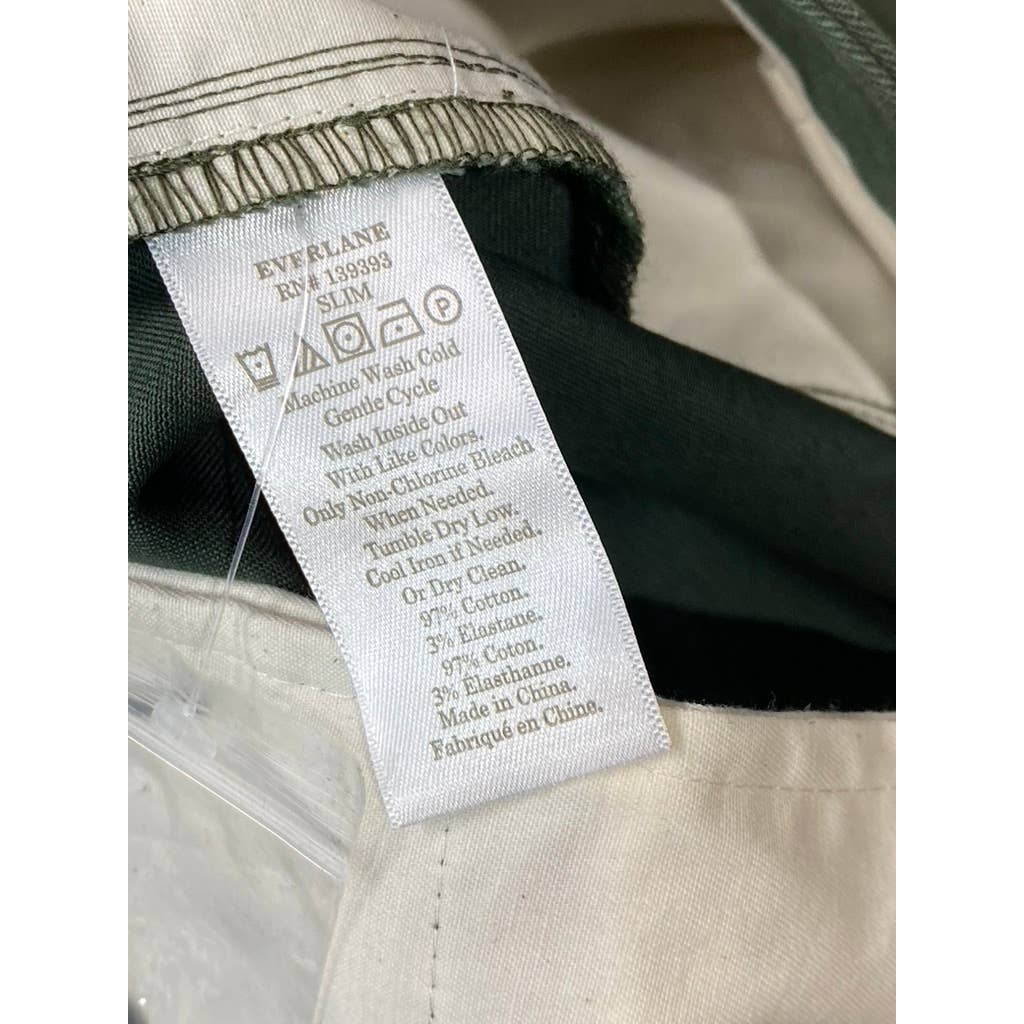 EVERLANE
RN# 139393
SLIM
P
Machine Wash Cold
Gentle Cycle
Wash Inside Out
With Like Colors.
Only Non-Chlorine Bleach
When Needed.
Tumble Dry Low.
Cool Iron if Needed.
Or Dry Clean.
97% Cotton.
3% Elastane.
97% Coton.
3% Elasthanne.
Made in China.
Fabriqué en Chine.